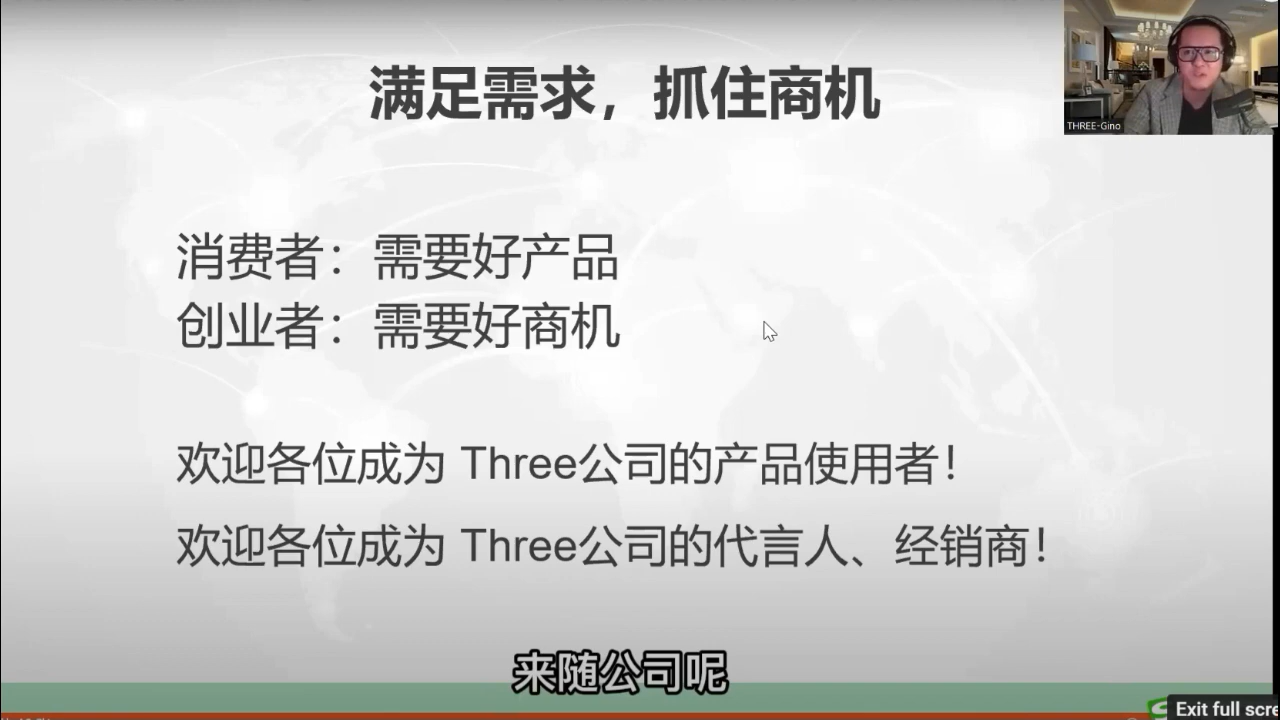 满足需求，抓住商机
THREE-Gino
消费者：需要好产品
创业者：需要好商机
欢迎各位成为 Three公司的产品使用者！
欢迎各位成为 Three公司的代言人、经销商！
来随公司呢
Exit full scre